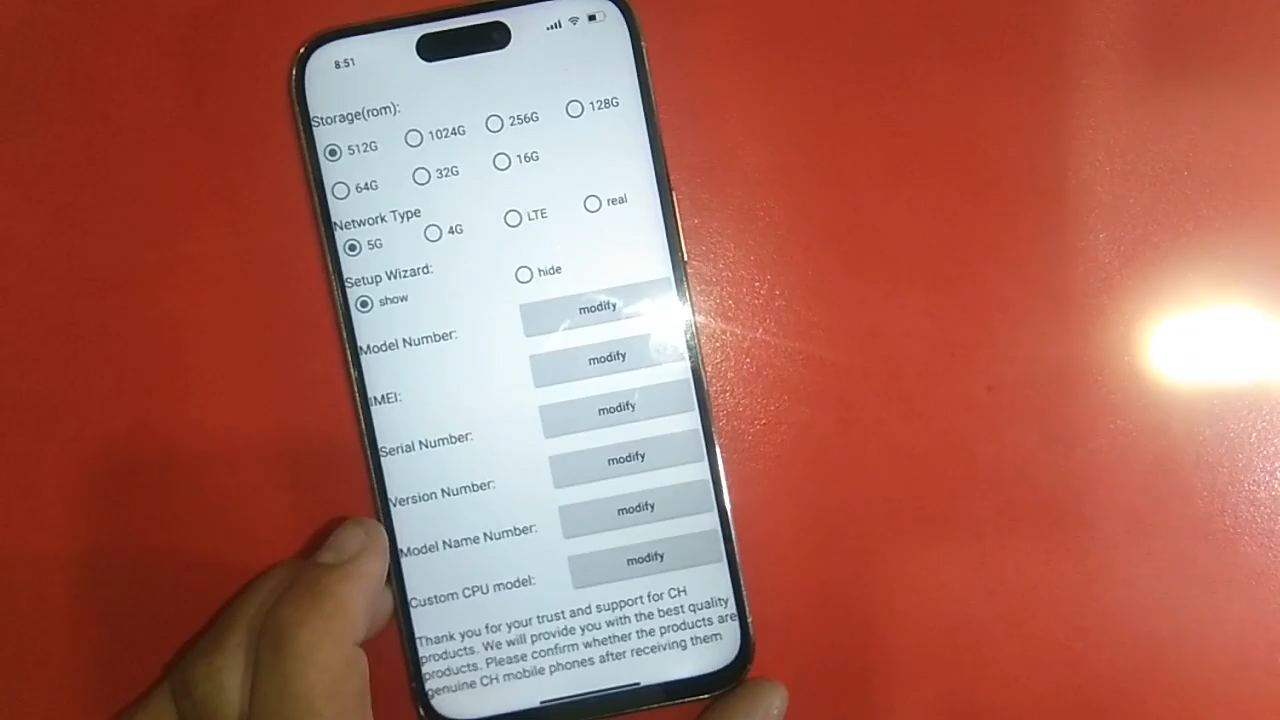 8:51
Storage(rom):
512G 1024G 256G 128G
64G 32G 16G
Network Type
5G 4G LTE real
Setup Wizard:
show hide
Model Number: modify
IMEI: modify
Serial Number: modify
Version Number: modify
Model Name Number: modify
Custom CPU model: modify
Thank you for your trust and support for CH
products. We will provide you with the best quality
products. Please confirm whether the products are
genuine CH mobile phones after receiving them